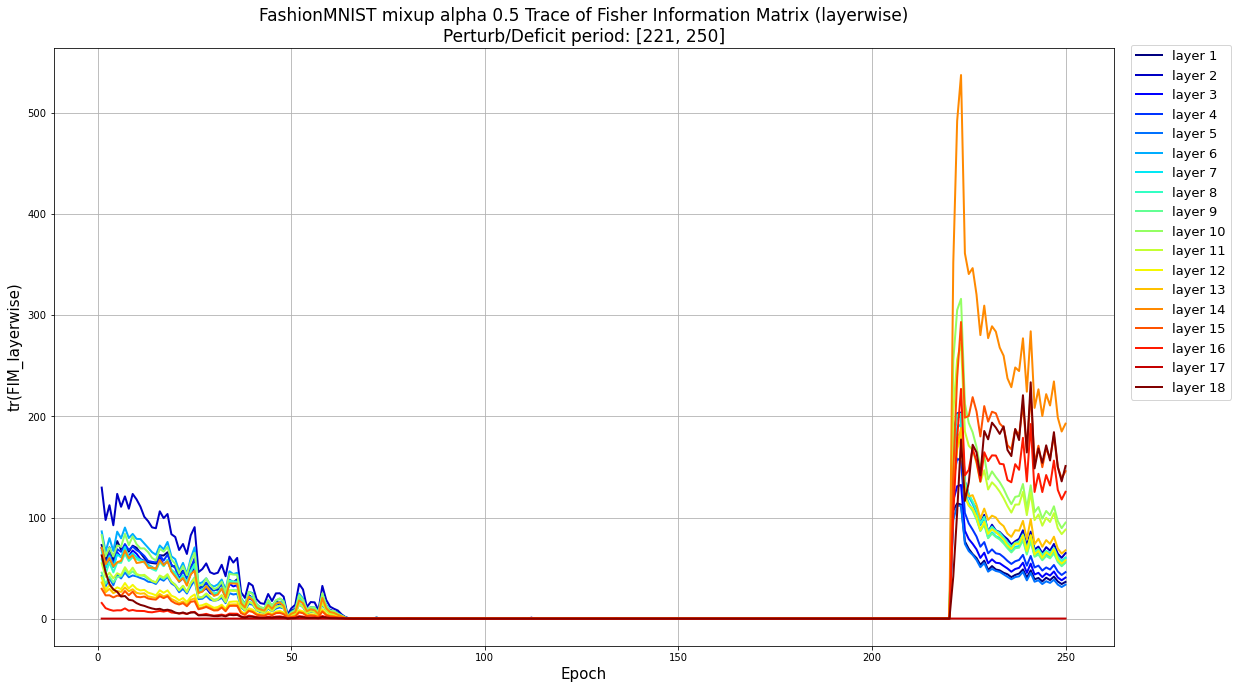 FashionMNIST mixup alpha 0.5 Trace of Fisher Information Matrix (layerwise)
Perturb/Deficit period: [221, 250]
tr(FIM_layerwise)
500
400
300
200
100
0
0 50 100 150 200 250
Epoch
layer 1
layer 2
layer 3
layer 4
layer 5
layer 6
layer 7
layer 8
layer 9
layer 10
layer 11
layer 12
layer 13
layer 14
layer 15
layer 16
layer 17
layer 18